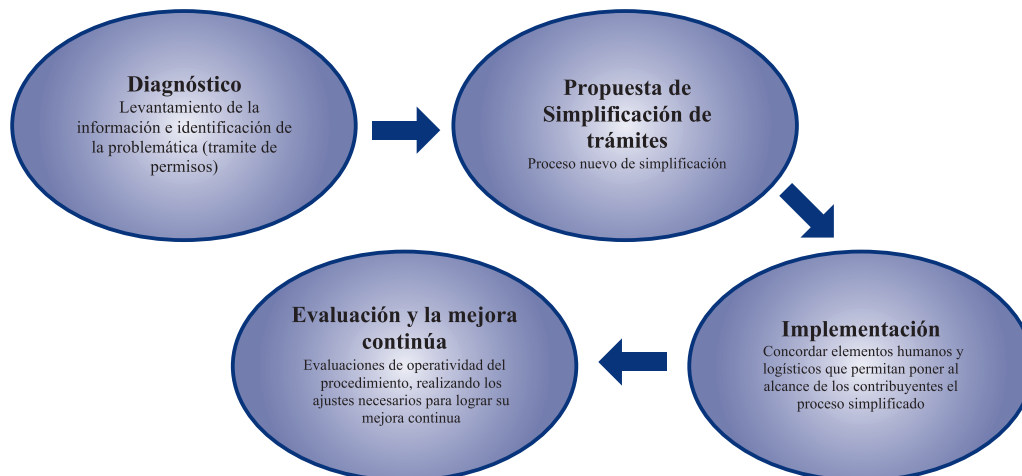 Diagnóstico
Levantamiento de la
información e identificación de
la problemática (tramite de
permisos)
Propuesta de
Simplificación de
trámites
Proceso nuevo de simplificación
Implementación
Concordar elementos humanos y
logísticos que permitan poner al
alcance de los contribuyentes el
proceso simplificado
Evaluación y la mejora
continúa
Evaluaciones de operatividad del
procedimiento, realizando los
ajustes necesarios para lograr su
mejora continua